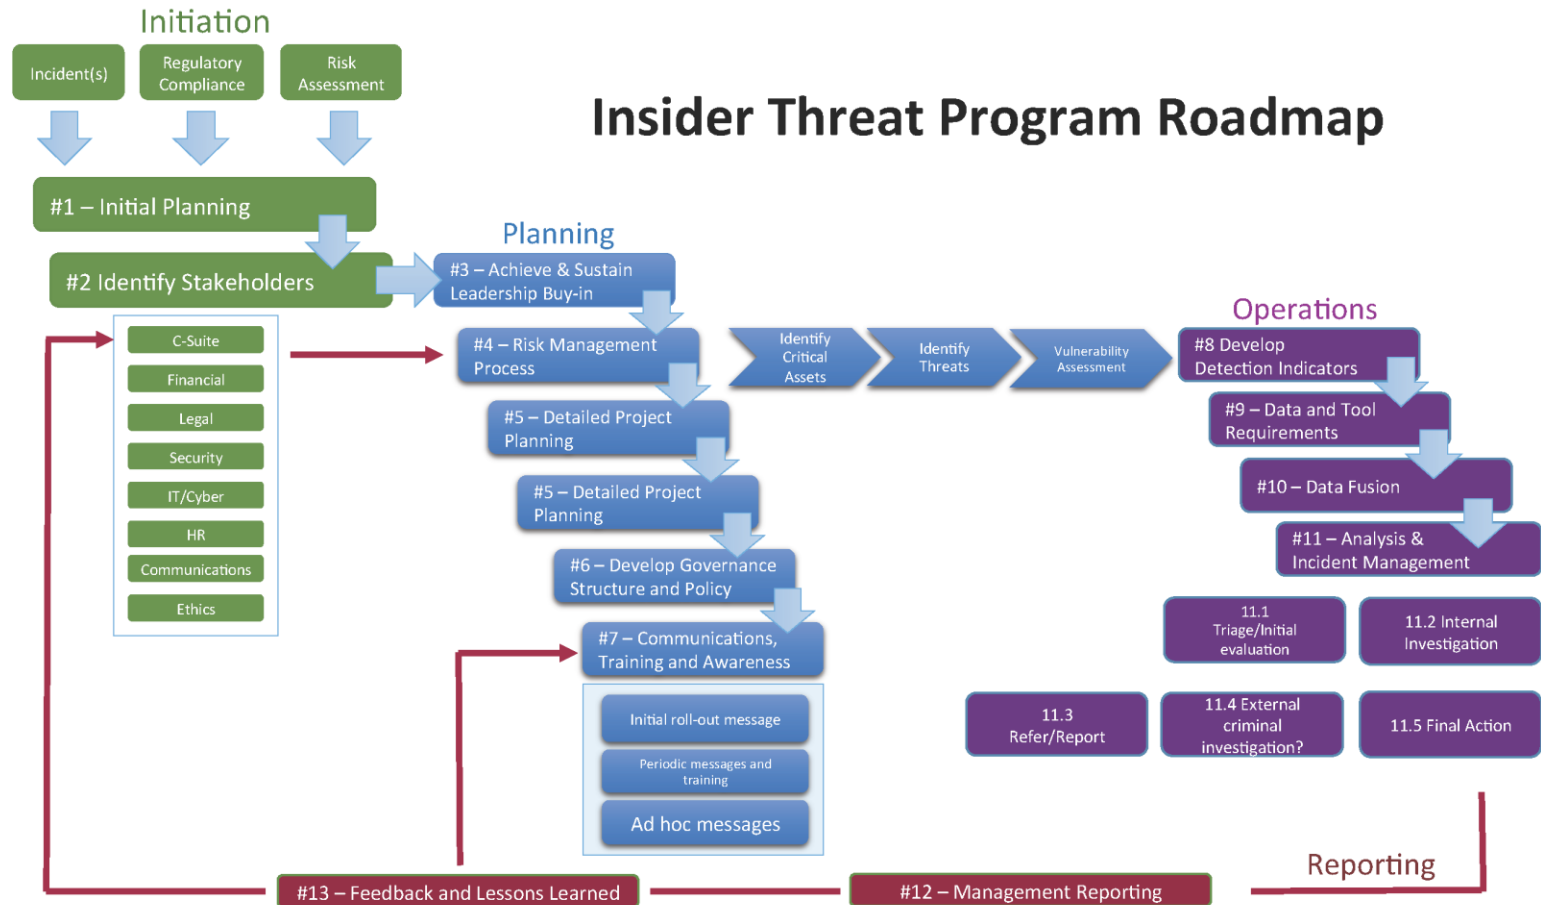 Initiation
Incident(s)
Regulatory
Compliance
Risk
Assessment
Insider Threat Program Roadmap
#1 – Initial Planning
#2 Identify Stakeholders
C-Suite
Financial
Legal
Security
IT/Cyber
HR
Communications
Ethics
Planning
#3 – Achieve & Sustain
Leadership Buy-in
#4 – Risk Management
Process
Identify
Critical
Assets
Identify
Threats
Vulnerability
Assessment
#5 – Detailed Project
Planning
#5 – Detailed Project
Planning
#6 – Develop Governance
Structure and Policy
#7 – Communications,
Training and Awareness
Initial roll-out message
Periodic messages and
training
Ad hoc messages
Operations
#8 Develop
Detection Indicators
#9 – Data and Tool
Requirements
#10 – Data Fusion
#11 – Analysis &
Incident Management
11.1
Triage/Initial
evaluation
11.2 Internal
Investigation
11.3
Refer/Report
11.4 External
criminal
investigation?
11.5 Final Action
Reporting
#12 – Management Reporting
#13 – Feedback and Lessons Learned